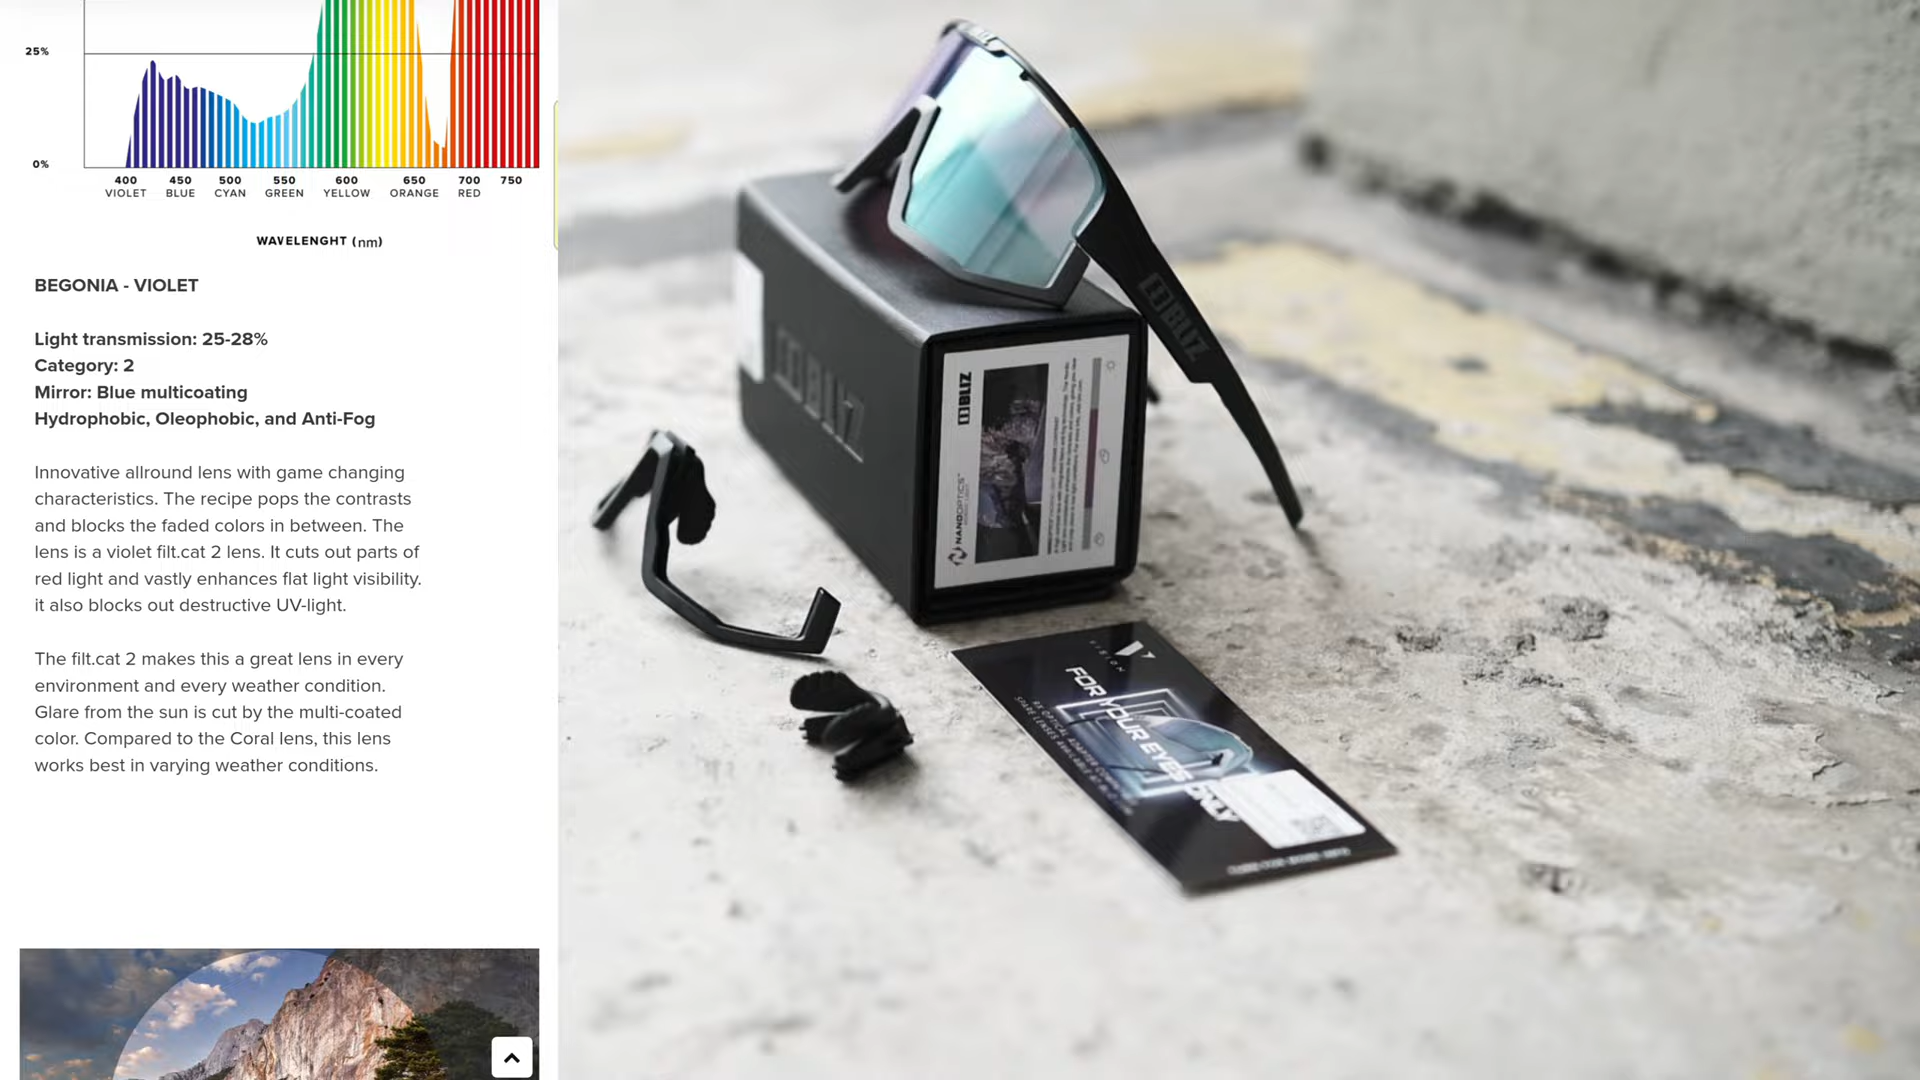 25%
0%
400 450 500 550 600 650 700 750
VIOLET BLUE CYAN GREEN YELLOW ORANGE RED
WAVELENGHT (nm)
BEGONIA - VIOLET
Light transmission: 25-28%
Category: 2
Mirror: Blue multicoating
Hydrophobic, Oleophobic, and Anti-Fog
Innovative allround lens with game changing
characteristics. The recipe pops the contrasts
and blocks the faded colors in between. The
lens is a violet filt.cat 2 lens. It cuts out parts of
red light and vastly enhances flat light visibility.
it also blocks out destructive UV-light.
The filt.cat 2 makes this a great lens in every
environment and every weather condition.
Glare from the sun is cut by the multi-coated
color. Compared to the Coral lens, this lens
works best in varying weather conditions.
BLIZ
BLIZ
BLIZ
NANOOPTICS
VISION
FOR YOUR EYES ONLY